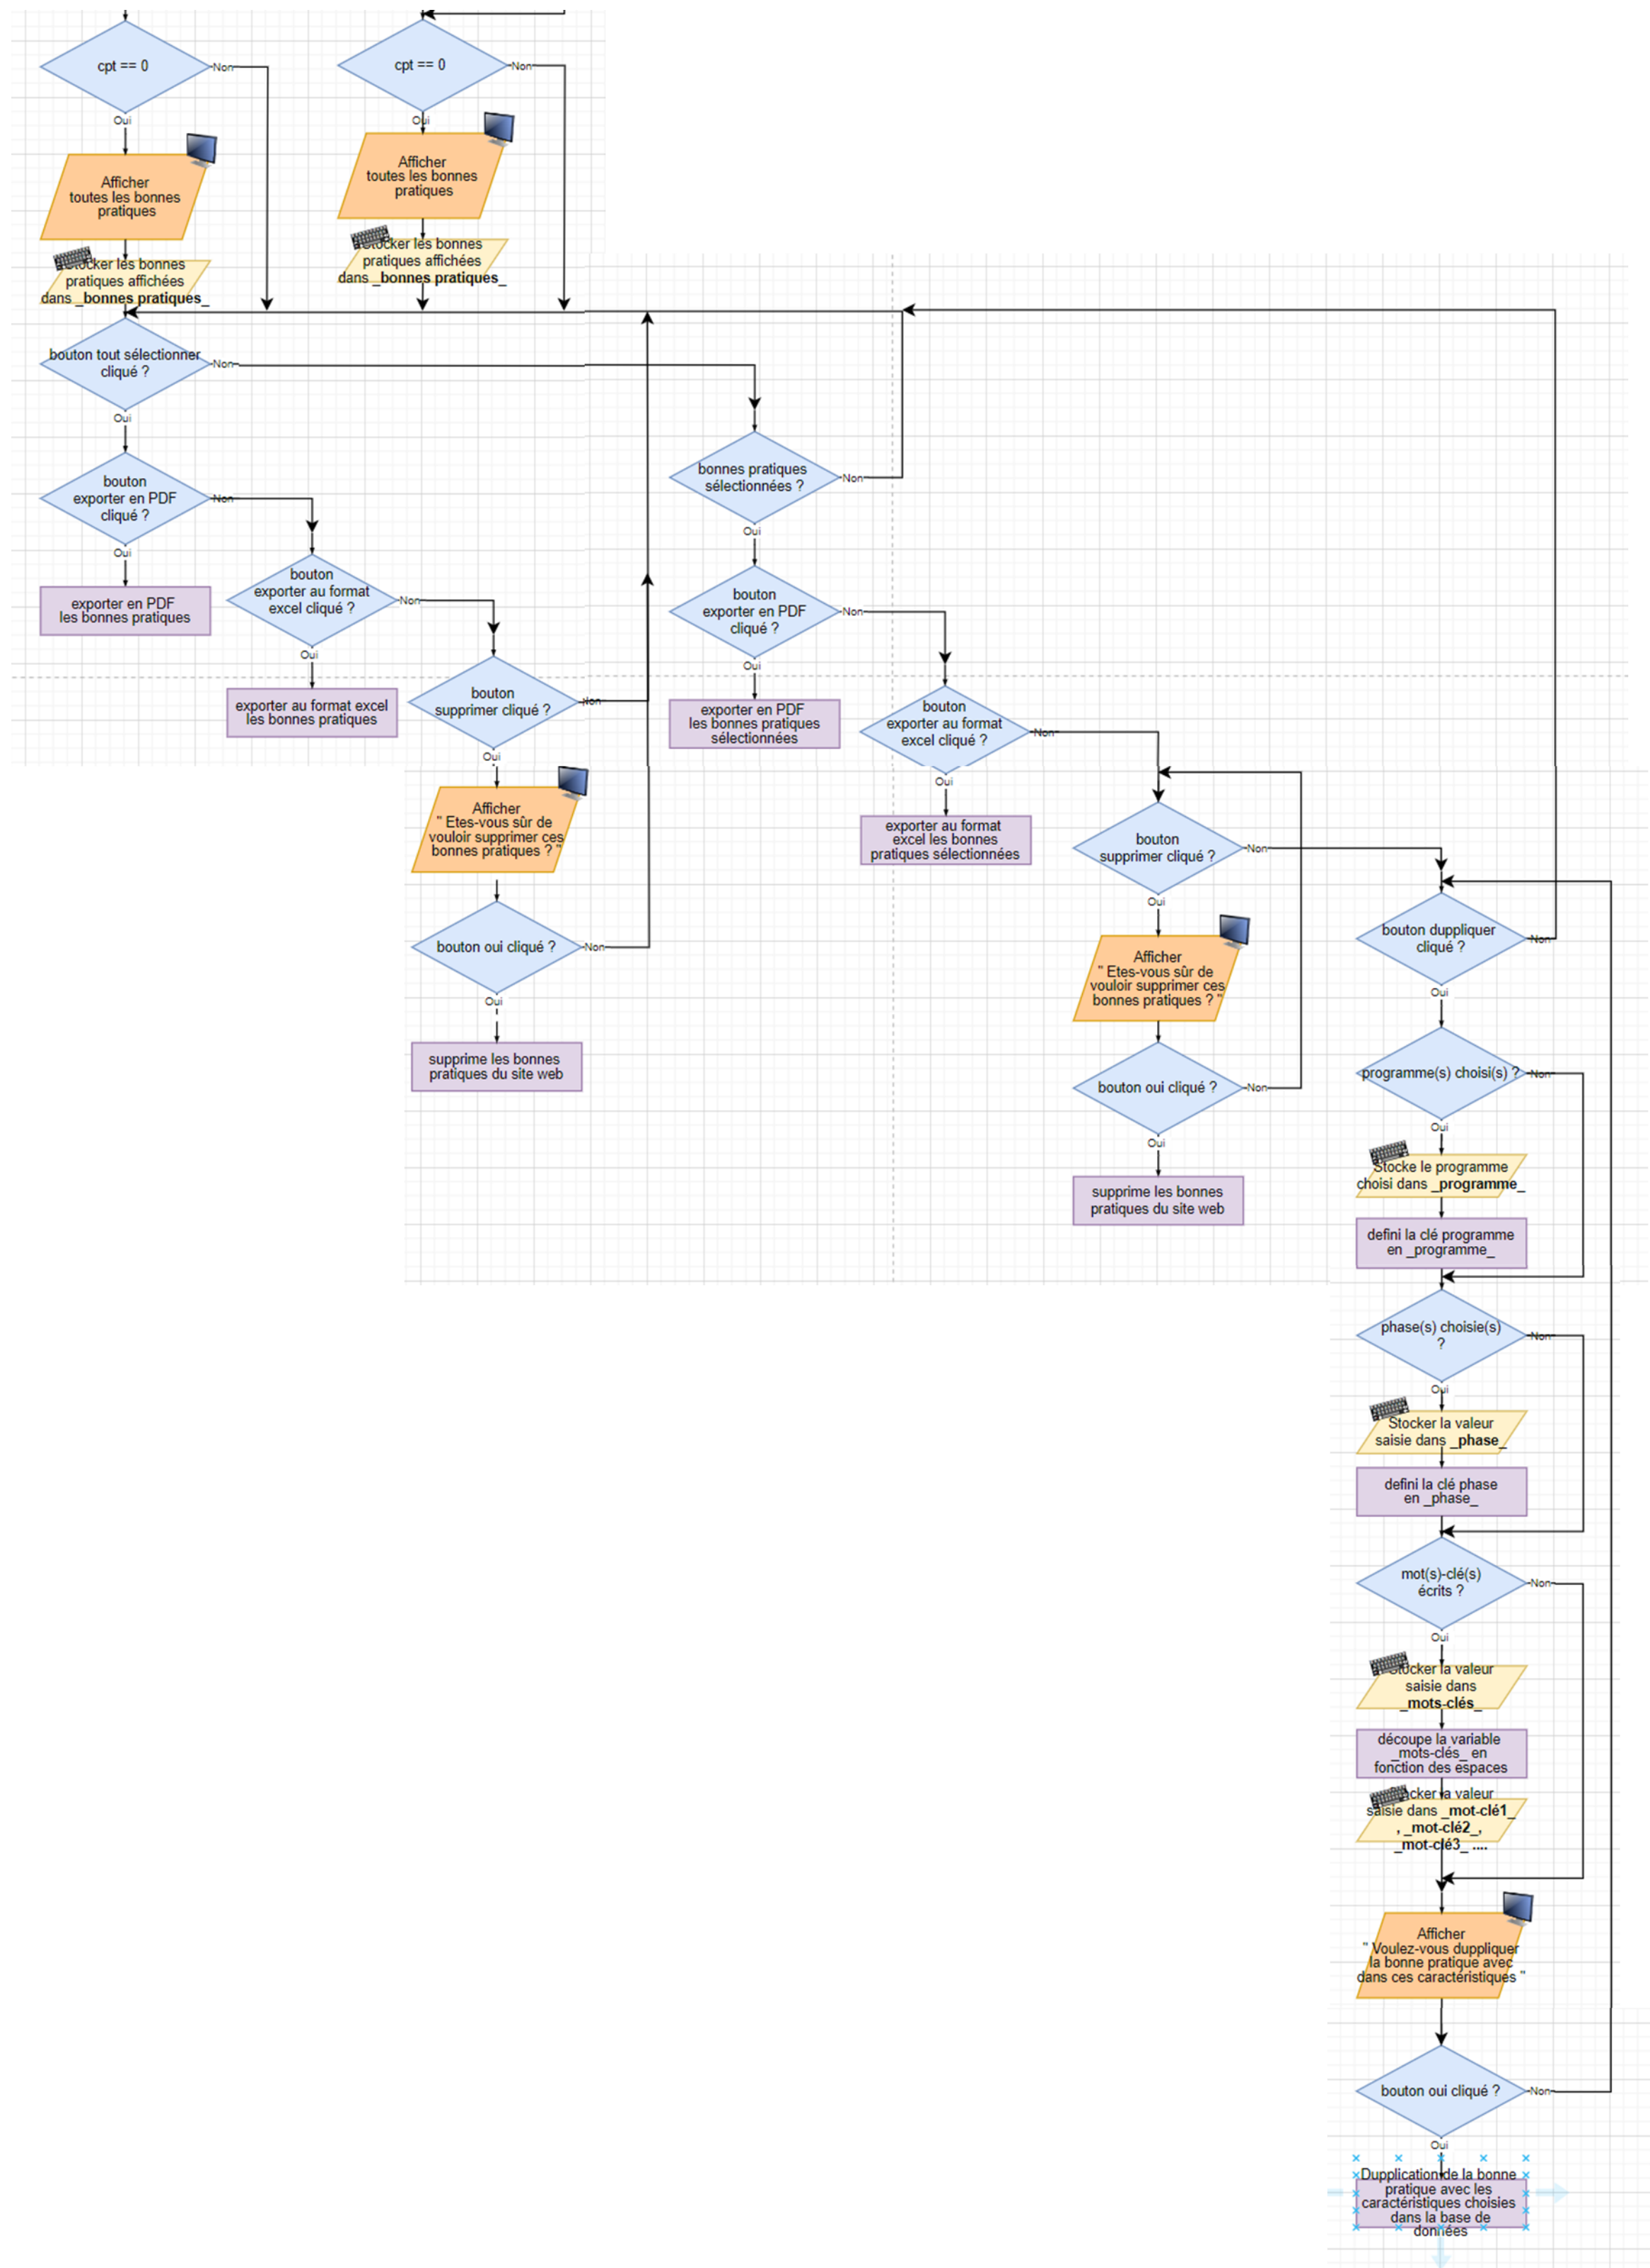 cpt == 0
Non
Oui
Afficher
toutes les bonnes
pratiques
Stocker les bonnes
pratiques affichées
dans _bonnes pratiques_
cpt == 0
Non
Oui
Afficher
toutes les bonnes
pratiques
Stocker les bonnes
pratiques affichées
dans _bonnes pratiques_
bouton tout sélectionner
cliqué ?
Non
Oui
bouton
exporter en PDF
cliqué ?
Non
Oui
exporter en PDF
les bonnes pratiques
bouton
exporter au format
excel cliqué ?
Non
Oui
exporter au format excel
les bonnes pratiques
bouton
supprimer cliqué ?
Non
Oui
Afficher
" Etes-vous sûr de
vouloir supprimer ces
bonnes pratiques ? "
bouton oui cliqué ?
Non
Oui
supprime les bonnes
pratiques du site web
bonnes pratiques
sélectionnées ?
Non
Oui
bouton
exporter en PDF
cliqué ?
Non
Oui
exporter en PDF
les bonnes pratiques
sélectionnées
bouton
exporter au format
excel cliqué ?
Non
Oui
exporter au format
excel les bonnes
pratiques sélectionnées
bouton
supprimer cliqué ?
Non
Oui
Afficher
" Etes-vous sûr de
vouloir supprimer ces
bonnes pratiques ? "
bouton oui cliqué ?
Non
Oui
supprime les bonnes
pratiques du site web
bouton duppliquer
cliqué ?
Non
Oui
programme(s) choisi(s) ?
Non
Oui
Stocke le programme
choisi dans _programme_
defini la clé programme
en _programme_
phase(s) choisie(s)
?
Non
Oui
Stocker la valeur
saisie dans _phase_
defini la clé phase
en _phase_
mot(s)-clé(s)
écrits ?
Non
Oui
Stocker la valeur
saisie dans
_mots-clés_
découpe la variable
_mots-clés_ en
fonction des espaces
Stocker la valeur
saisie dans _mot-clé1_
, _mot-clé2_,
_mot-clé3_ ....
Afficher
" Voulez-vous duppliquer
la bonne pratique avec
dans ces caractéristiques "
bouton oui cliqué ?
Non
Oui
Dupplication de la bonne
pratique avec les
caractéristiques choisies
dans la base de
données